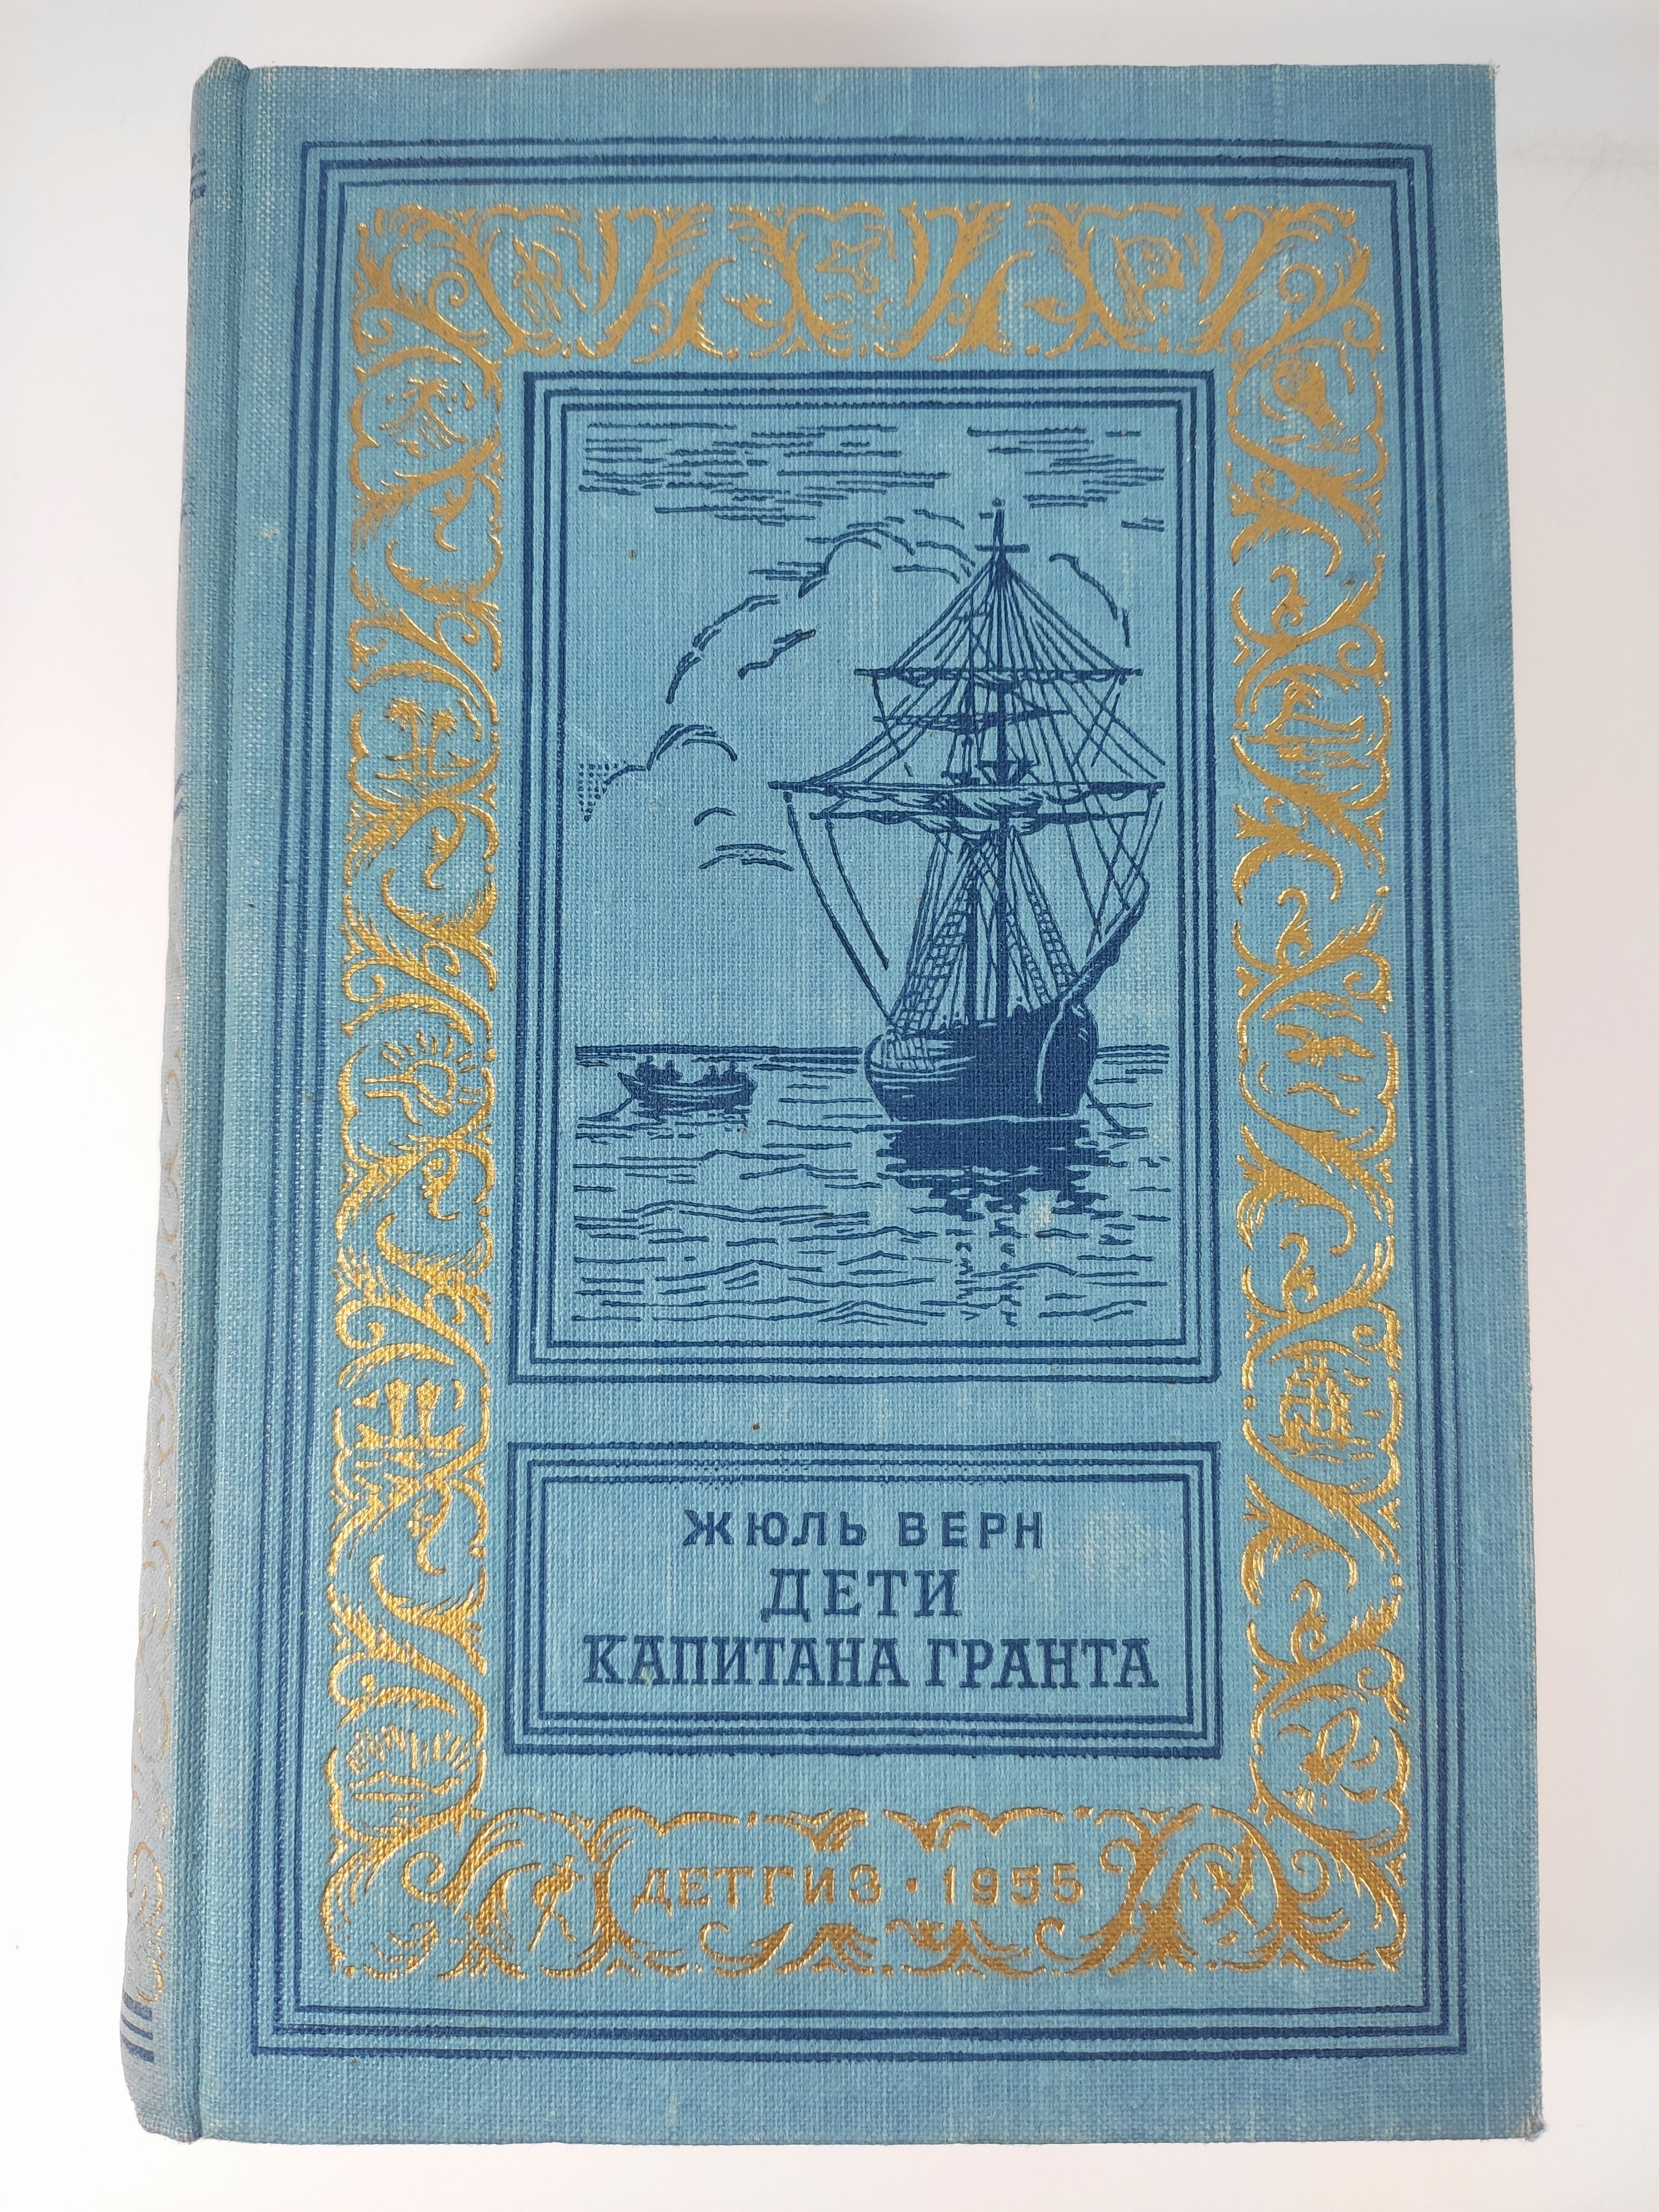 ЖЮЛЬ ВЕРН
ДЕТИ
КАПИТАНА ГРАНТА
ДЕТГИЗ • 1955